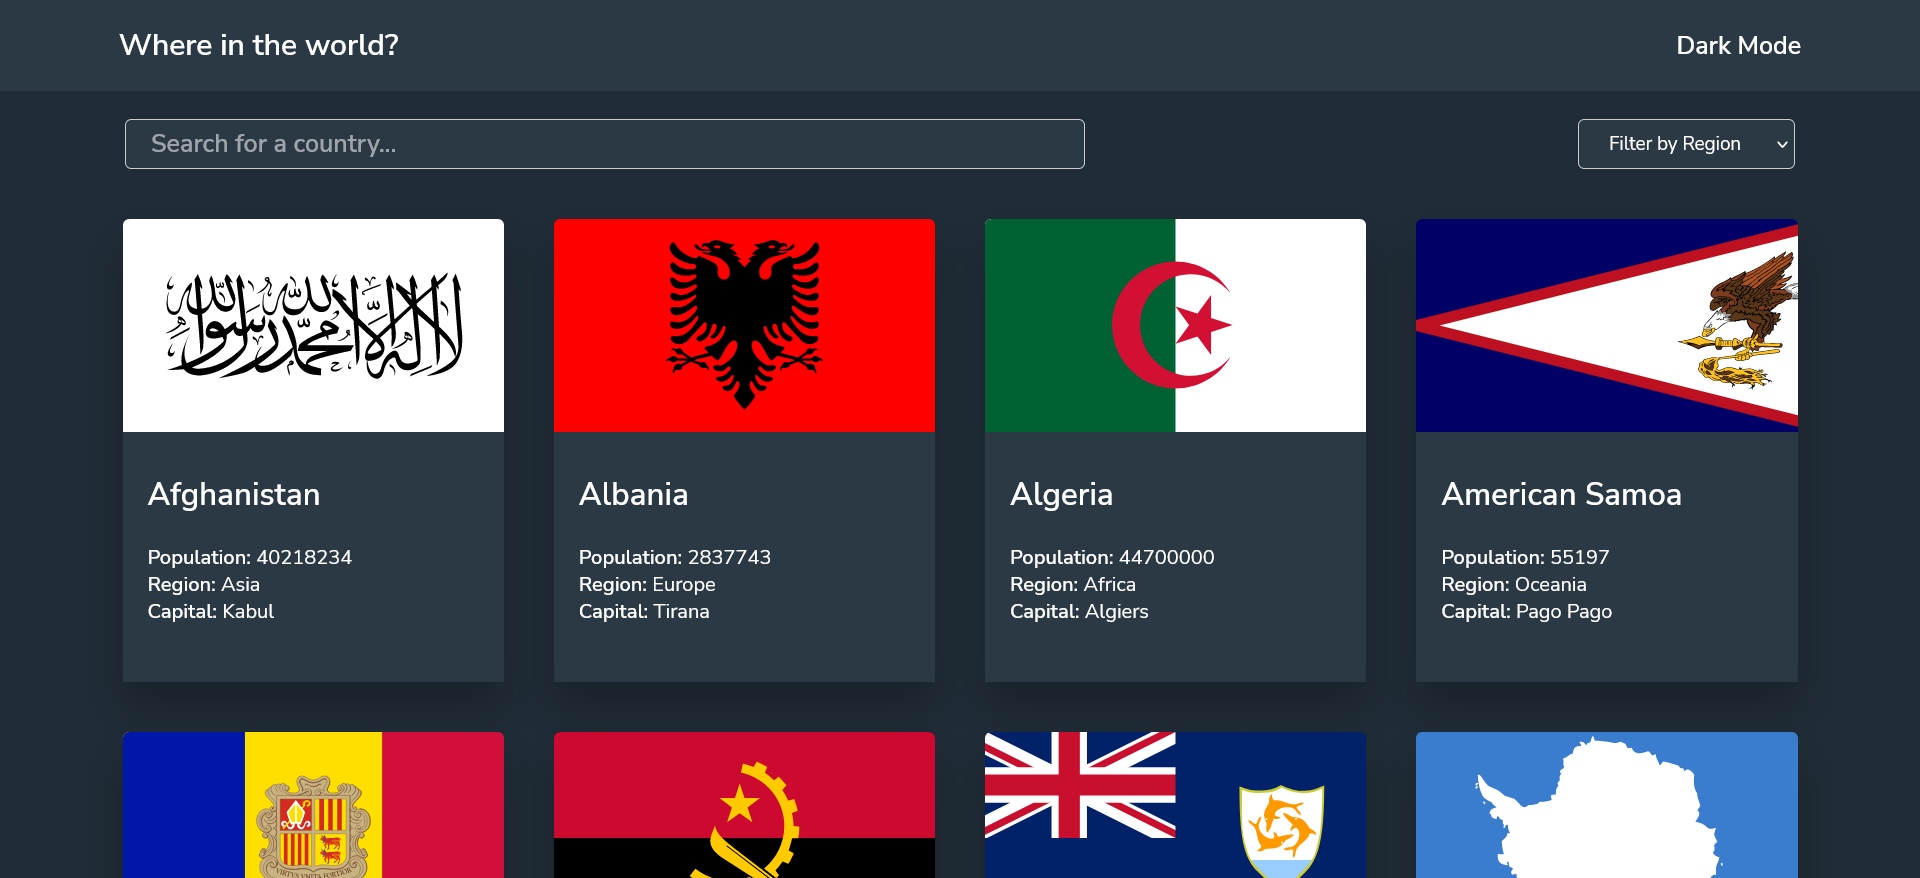 Where in the world?
Dark Mode
Search for a country...
Filter by Region
لا إله إلا الله محمد رسول الله
Afghanistan
Population: 40218234
Region: Asia
Capital: Kabul
Albania
Population: 2837743
Region: Europe
Capital: Tirana
Algeria
Population: 44700000
Region: Africa
Capital: Algiers
American Samoa
Population: 55197
Region: Oceania
Capital: Pago Pago
VIRTVS VNITA FORTIOR